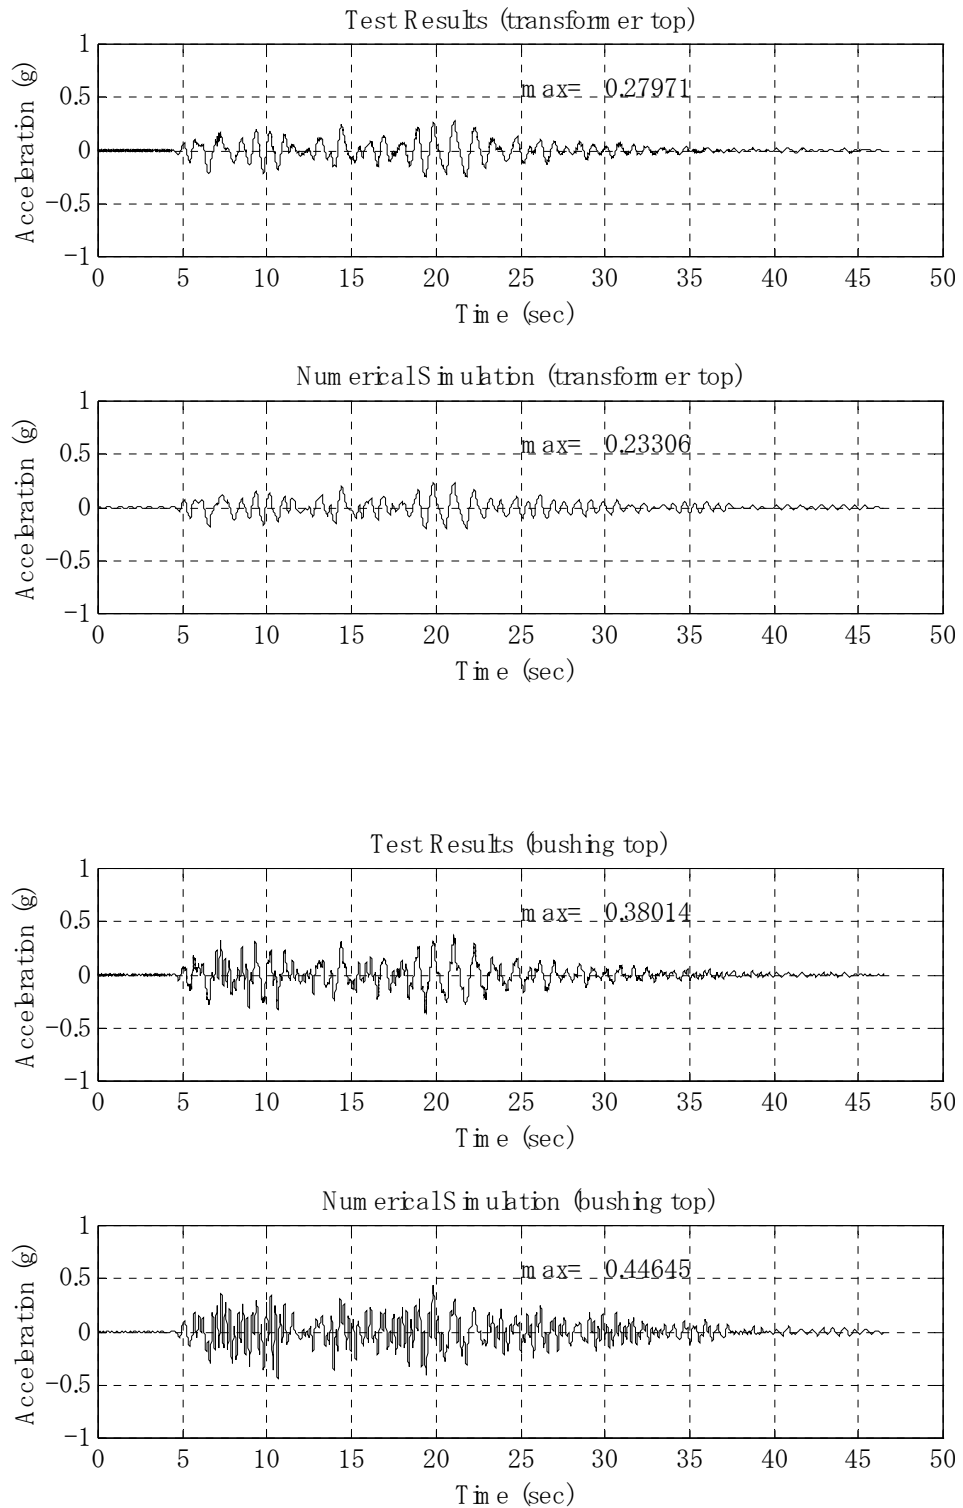 Test Results (transformer top)
1
max= 0.27971
0.5
0
-0.5
-1
Acceleration (g)
0 5 10 15 20 25 30 35 40 45 50
Time (sec)
Numerical Simulation (transformer top)
1
max= 0.23306
0.5
0
-0.5
-1
Acceleration (g)
0 5 10 15 20 25 30 35 40 45 50
Time (sec)
Test Results (bushing top)
1
max= 0.38014
0.5
0
-0.5
-1
Acceleration (g)
0 5 10 15 20 25 30 35 40 45 50
Time (sec)
Numerical Simulation (bushing top)
1
max= 0.44645
0.5
0
-0.5
-1
Acceleration (g)
0 5 10 15 20 25 30 35 40 45 50
Time (sec)